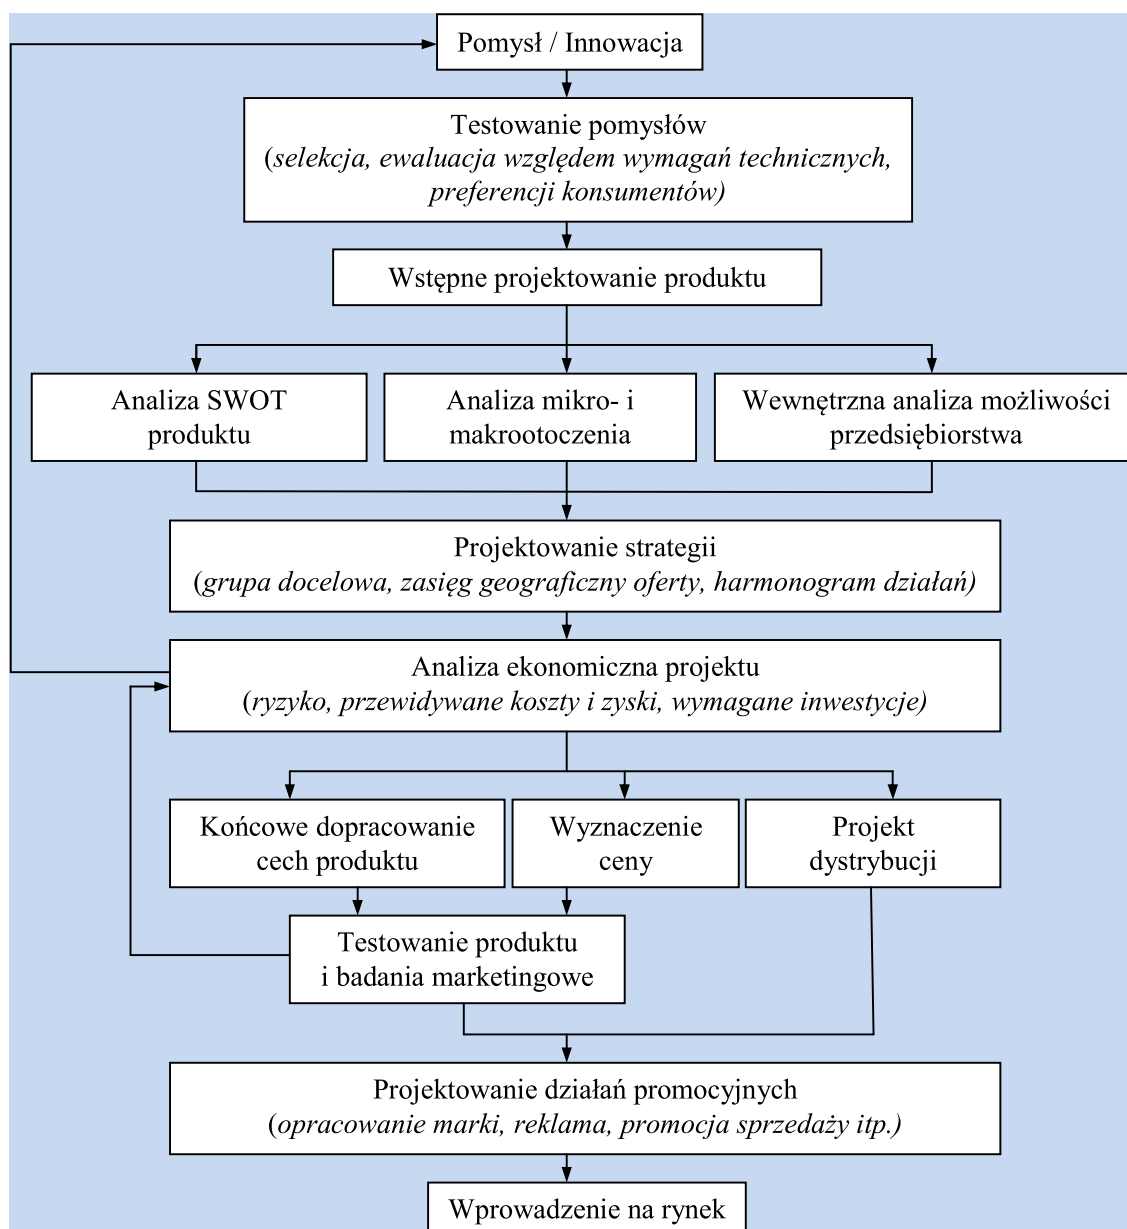 Pomysł / Innowacja
Testowanie pomysłów
(selekcja, ewaluacja względem wymagań technicznych,
preferencji konsumentów)
Wstępne projektowanie produktu
Analiza SWOT
produktu
Analiza mikro- i
makrootoczenia
Wewnętrzna analiza możliwości
przedsiębiorstwa
Projektowanie strategii
(grupa docelowa, zasięg geograficzny oferty, harmonogram działań)
Analiza ekonomiczna projektu
(ryzyko, przewidywane koszty i zyski, wymagane inwestycje)
Końcowe dopracowanie
cech produktu
Wyznaczenie
ceny
Projekt
dystrybucji
Testowanie produktu
i badania marketingowe
Projektowanie działań promocyjnych
(opracowanie marki, reklama, promocja sprzedaży itp.)
Wprowadzenie na rynek